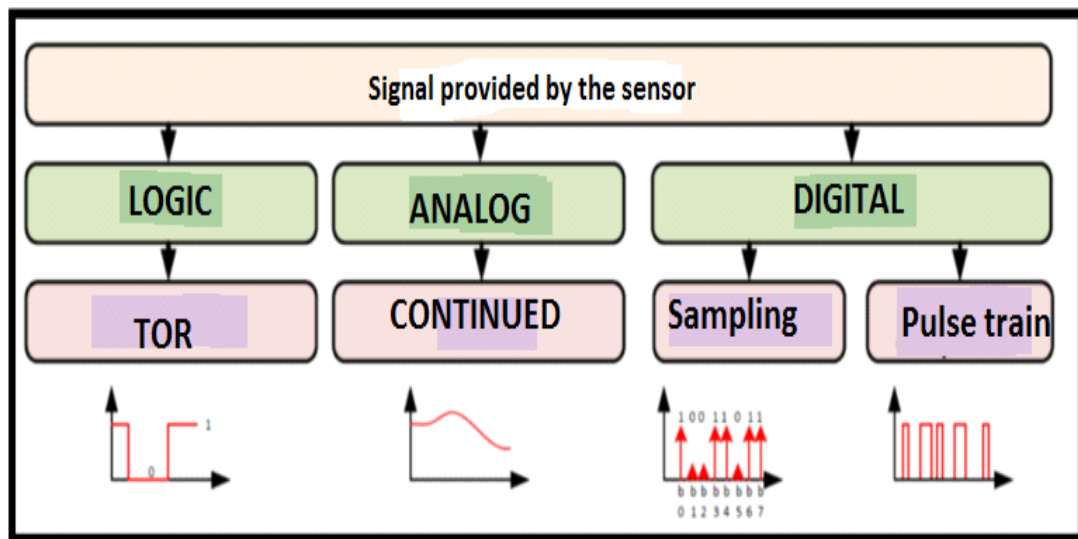 Signal provided by the sensor
LOGIC
ANALOG
DIGITAL
TOR
CONTINUED
Sampling
Pulse train
1
0
1 0 0 1 1 0 1 1
b b b b b b b b
0 1 2 3 4 5 6 7